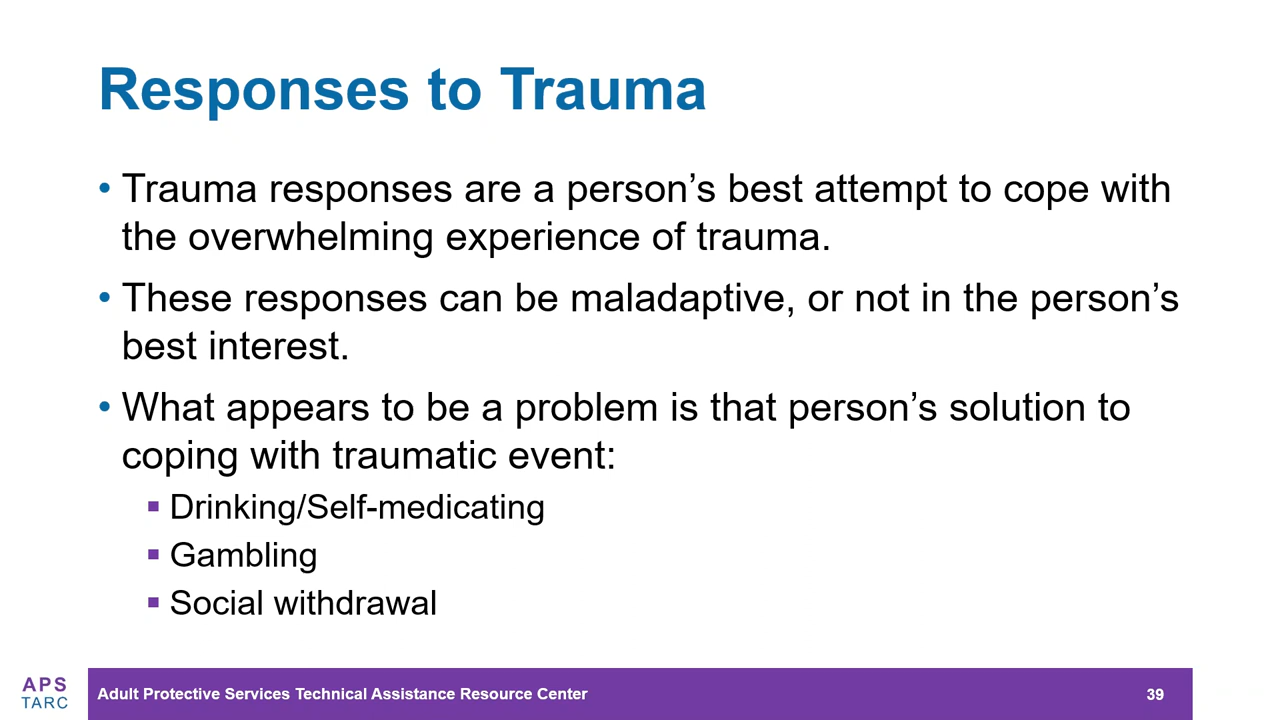 Responses to Trauma
• Trauma responses are a person’s best attempt to cope with
the overwhelming experience of trauma.
• These responses can be maladaptive, or not in the person’s
best interest.
• What appears to be a problem is that person’s solution to
coping with traumatic event:
▪ Drinking/Self-medicating
▪ Gambling
▪ Social withdrawal
APS
TARC
Adult Protective Services Technical Assistance Resource Center
39